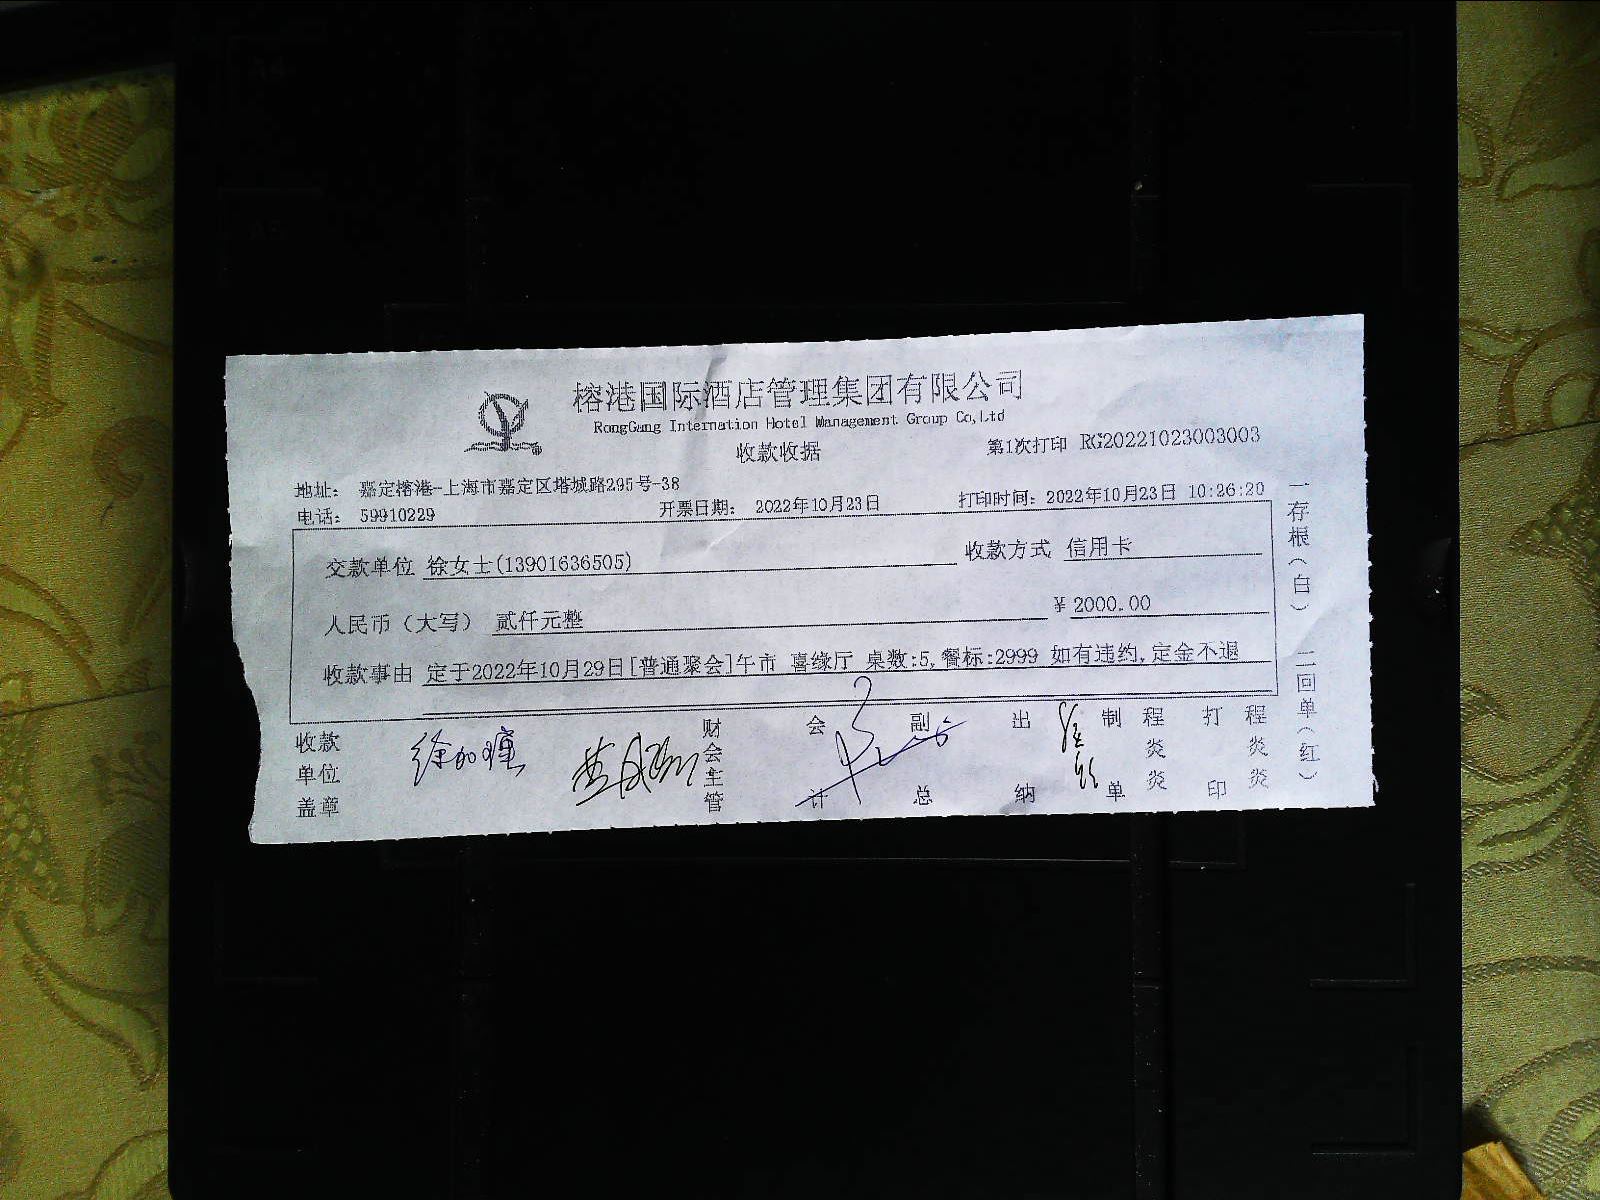 榕港国际酒店管理集团有限公司
RongGang Internation Hotel Management Group Co,Ltd
收款收据
第1次打印 RG20221023003003
地址： 嘉定榕港-上海市嘉定区塔城路295号-38
电话： 59910229
开票日期： 2022年10月23日
打印时间：2022年10月23日 10:26:20
交款单位 徐女士(13901636505)
收款方式 信用卡
人民币（大写） 贰仟元整
¥ 2000.00
收款事由 定于2022年10月29日[普通聚会]午市 喜缘厅 桌数:5,餐标:2999 如有违约,定金不退
收款单位盖章
财会主管
会计
副总
出纳
制单 程炎炎
打印 程炎炎
一存根（白） 二回单（红）